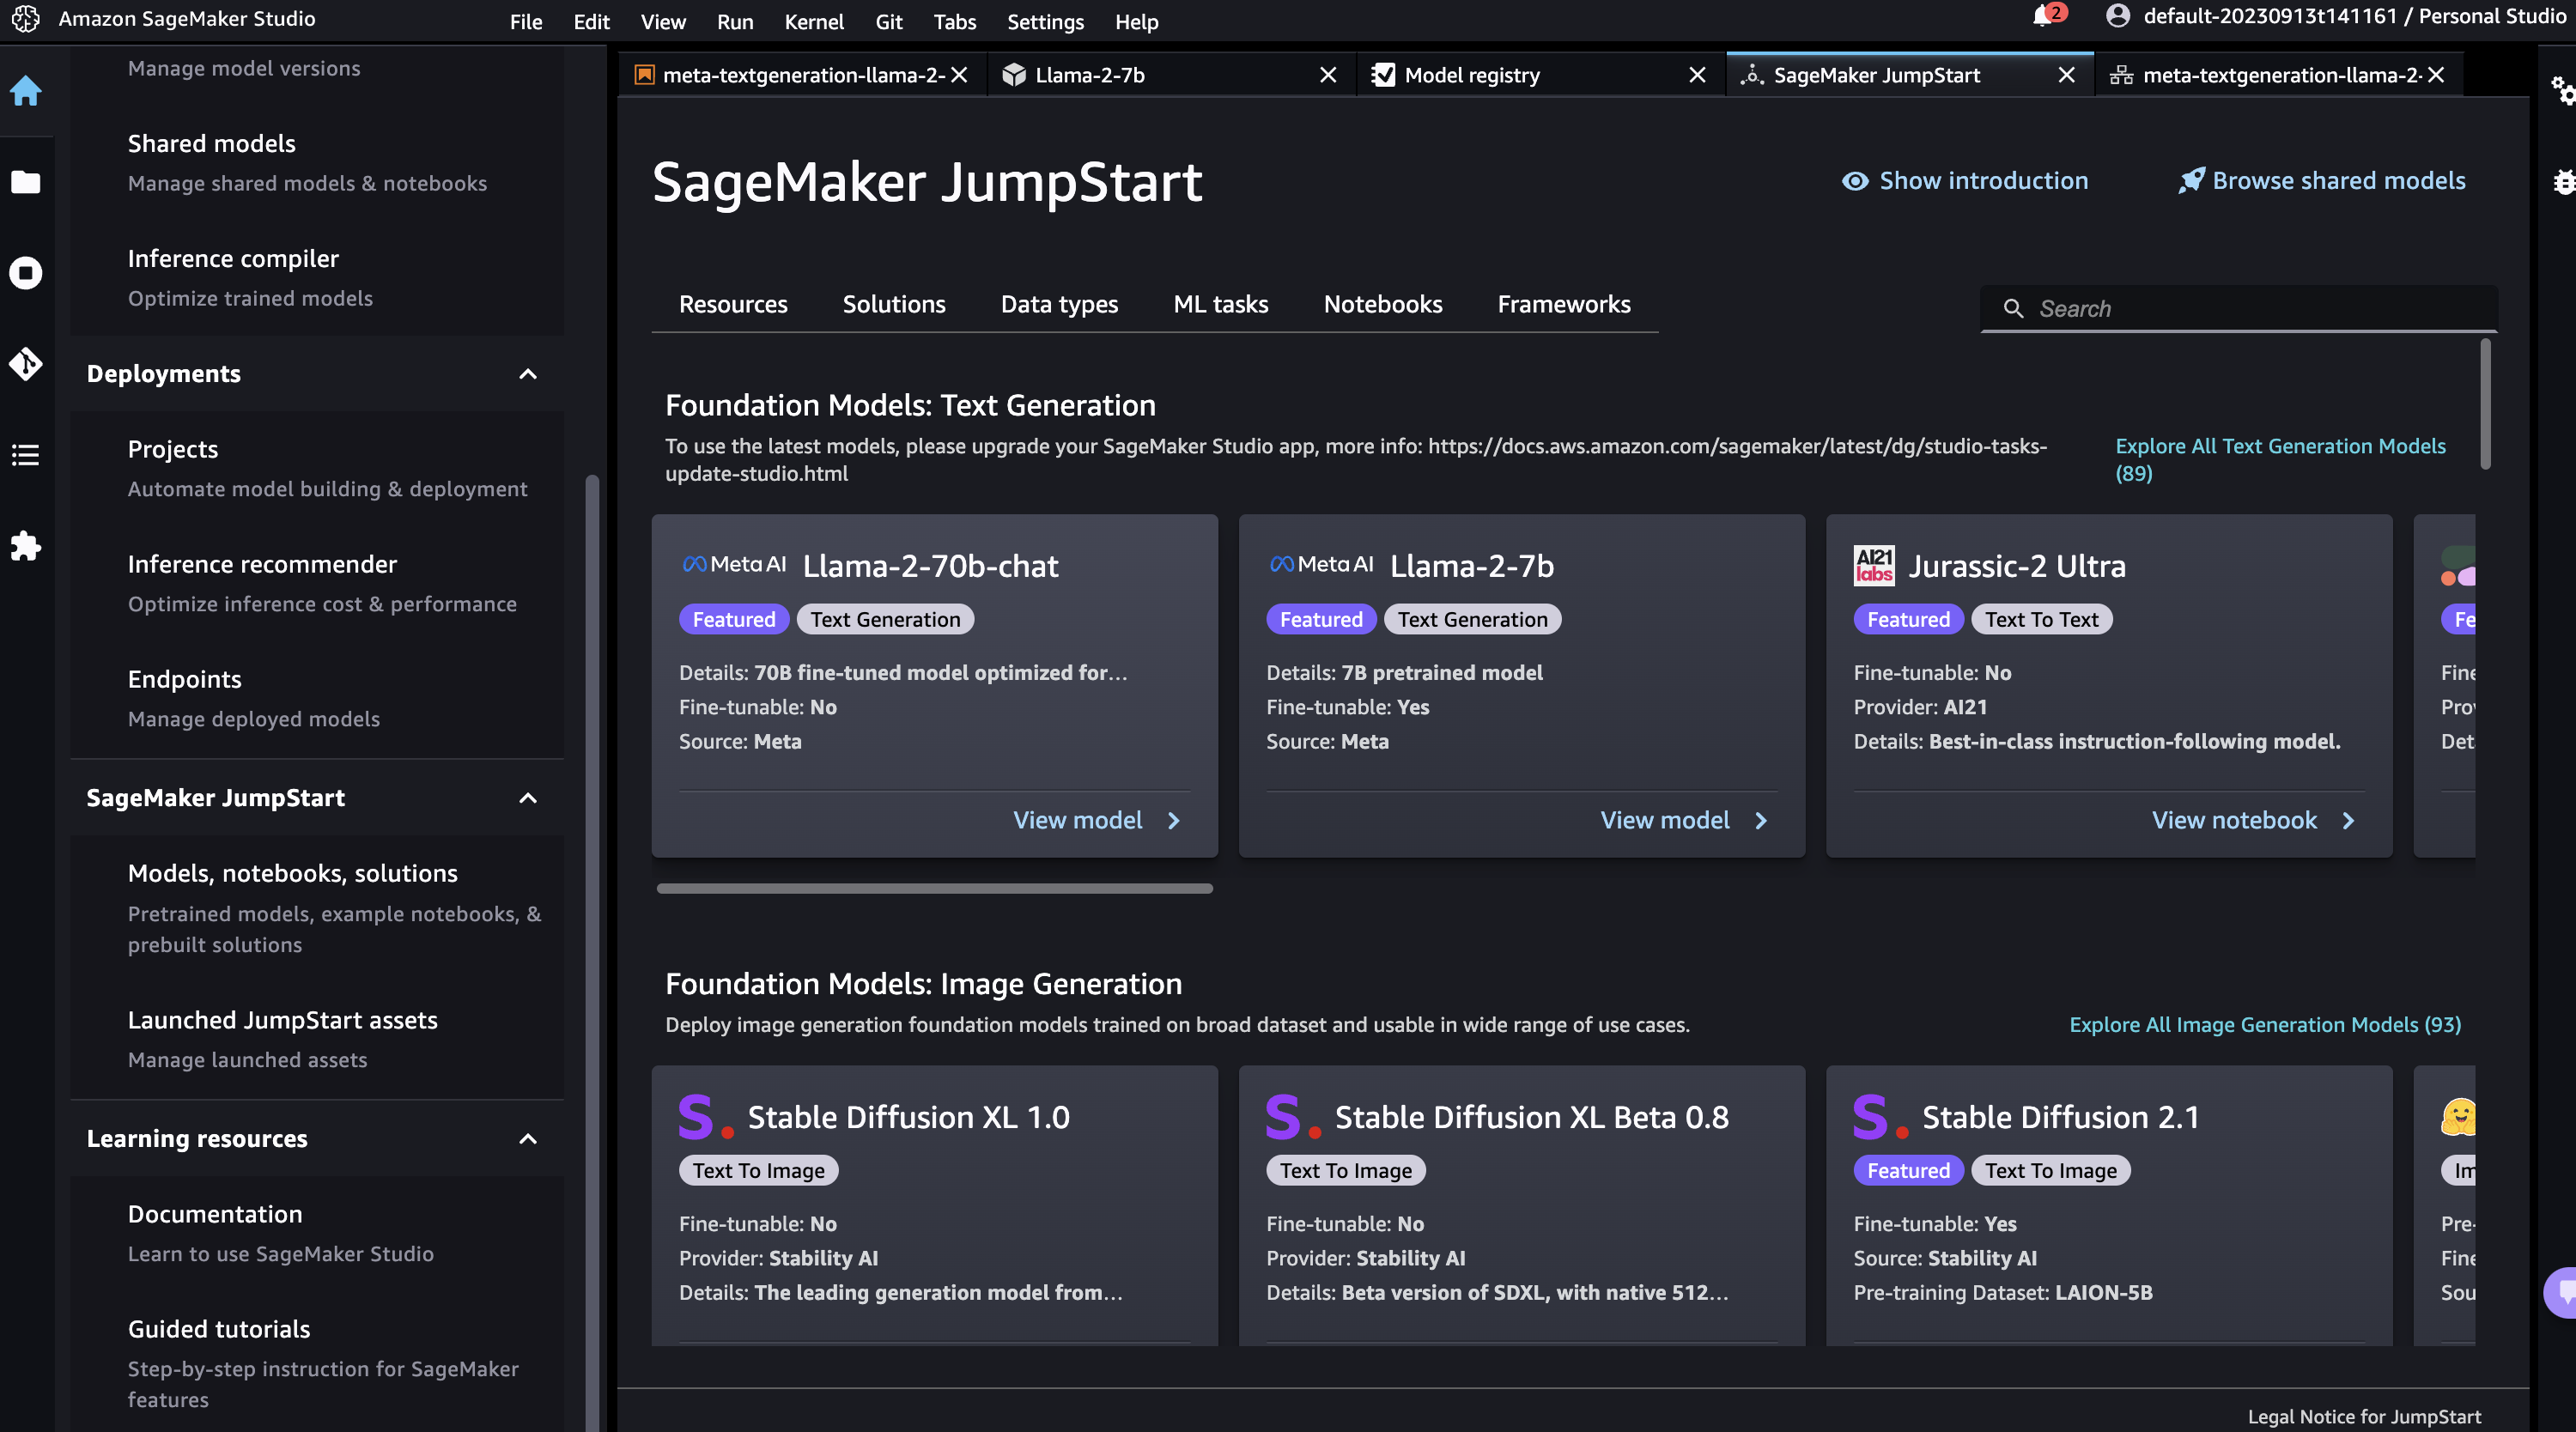 Amazon SageMaker Studio
File Edit View Run Kernel Git Tabs Settings Help
2
default-20230913t141161 / Personal Studio
Manage model versions
Shared models
Manage shared models & notebooks
Inference compiler
Optimize trained models
Deployments
Projects
Automate model building & deployment
Inference recommender
Optimize inference cost & performance
Endpoints
Manage deployed models
SageMaker JumpStart
Models, notebooks, solutions
Pretrained models, example notebooks, &
prebuilt solutions
Launched JumpStart assets
Manage launched assets
Learning resources
Documentation
Learn to use SageMaker Studio
Guided tutorials
Step-by-step instruction for SageMaker
features
meta-textgeneration-llama-2-
Llama-2-7b
Model registry
SageMaker JumpStart
meta-textgeneration-llama-2-
SageMaker JumpStart
Show introduction
Browse shared models
Resources Solutions Data types ML tasks Notebooks Frameworks
Search
Foundation Models: Text Generation
To use the latest models, please upgrade your SageMaker Studio app, more info: https://docs.aws.amazon.com/sagemaker/latest/dg/studio-tasks-
update-studio.html
Explore All Text Generation Models
(89)
Meta AI Llama-2-70b-chat
Featured Text Generation
Details: 70B fine-tuned model optimized for...
Fine-tunable: No
Source: Meta
View model
Meta AI Llama-2-7b
Featured Text Generation
Details: 7B pretrained model
Fine-tunable: Yes
Source: Meta
View model
AI21 labs Jurassic-2 Ultra
Featured Text To Text
Fine-tunable: No
Provider: AI21
Details: Best-in-class instruction-following model.
View notebook
Fe
Fine
Prov
Det
Foundation Models: Image Generation
Deploy image generation foundation models trained on broad dataset and usable in wide range of use cases.
Explore All Image Generation Models (93)
S. Stable Diffusion XL 1.0
Text To Image
Fine-tunable: No
Provider: Stability AI
Details: The leading generation model from...
S. Stable Diffusion XL Beta 0.8
Text To Image
Fine-tunable: No
Provider: Stability AI
Details: Beta version of SDXL, with native 512...
S. Stable Diffusion 2.1
Featured Text To Image
Fine-tunable: Yes
Source: Stability AI
Pre-training Dataset: LAION-5B
Im
Pre-
Fine
Sou
Legal Notice for JumpStart